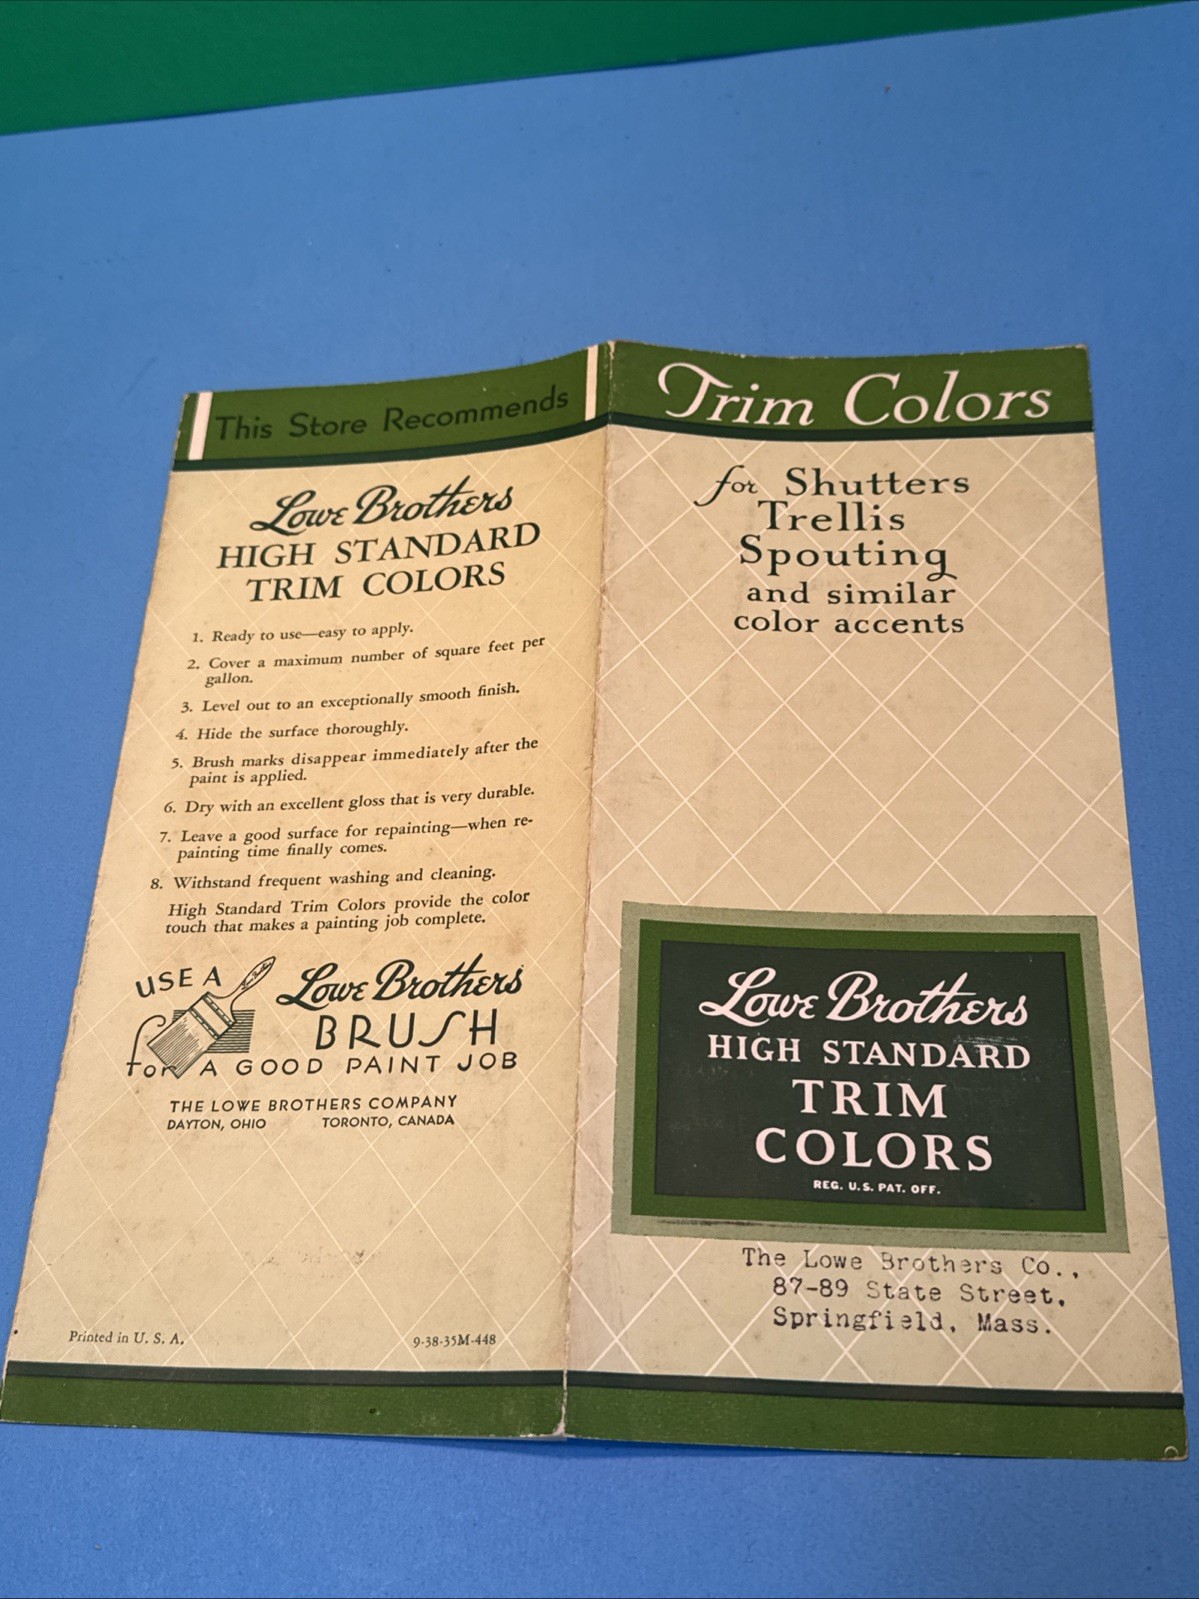 This Store Recommends
Lowe Brothers
HIGH STANDARD
TRIM COLORS
1. Ready to use—easy to apply.
2. Cover a maximum number of square feet per
gallon.
3. Level out to an exceptionally smooth finish.
4. Hide the surface thoroughly.
5. Brush marks disappear immediately after the
paint is applied.
6. Dry with an excellent gloss that is very durable.
7. Leave a good surface for repainting—when re-
painting time finally comes.
8. Withstand frequent washing and cleaning.
High Standard Trim Colors provide the color
touch that makes a painting job complete.
USE A
Lowe Brothers
BRUSH
for A GOOD PAINT JOB
THE LOWE BROTHERS COMPANY
DAYTON, OHIO TORONTO, CANADA
Printed in U. S. A. 9-38-35M-448
Trim Colors
for Shutters
Trellis
Spouting
and similar
color accents
Lowe Brothers
HIGH STANDARD
TRIM
COLORS
REG. U.S. PAT. OFF.
The Lowe Brothers Co.,
87-89 State Street,
Springfield, Mass.